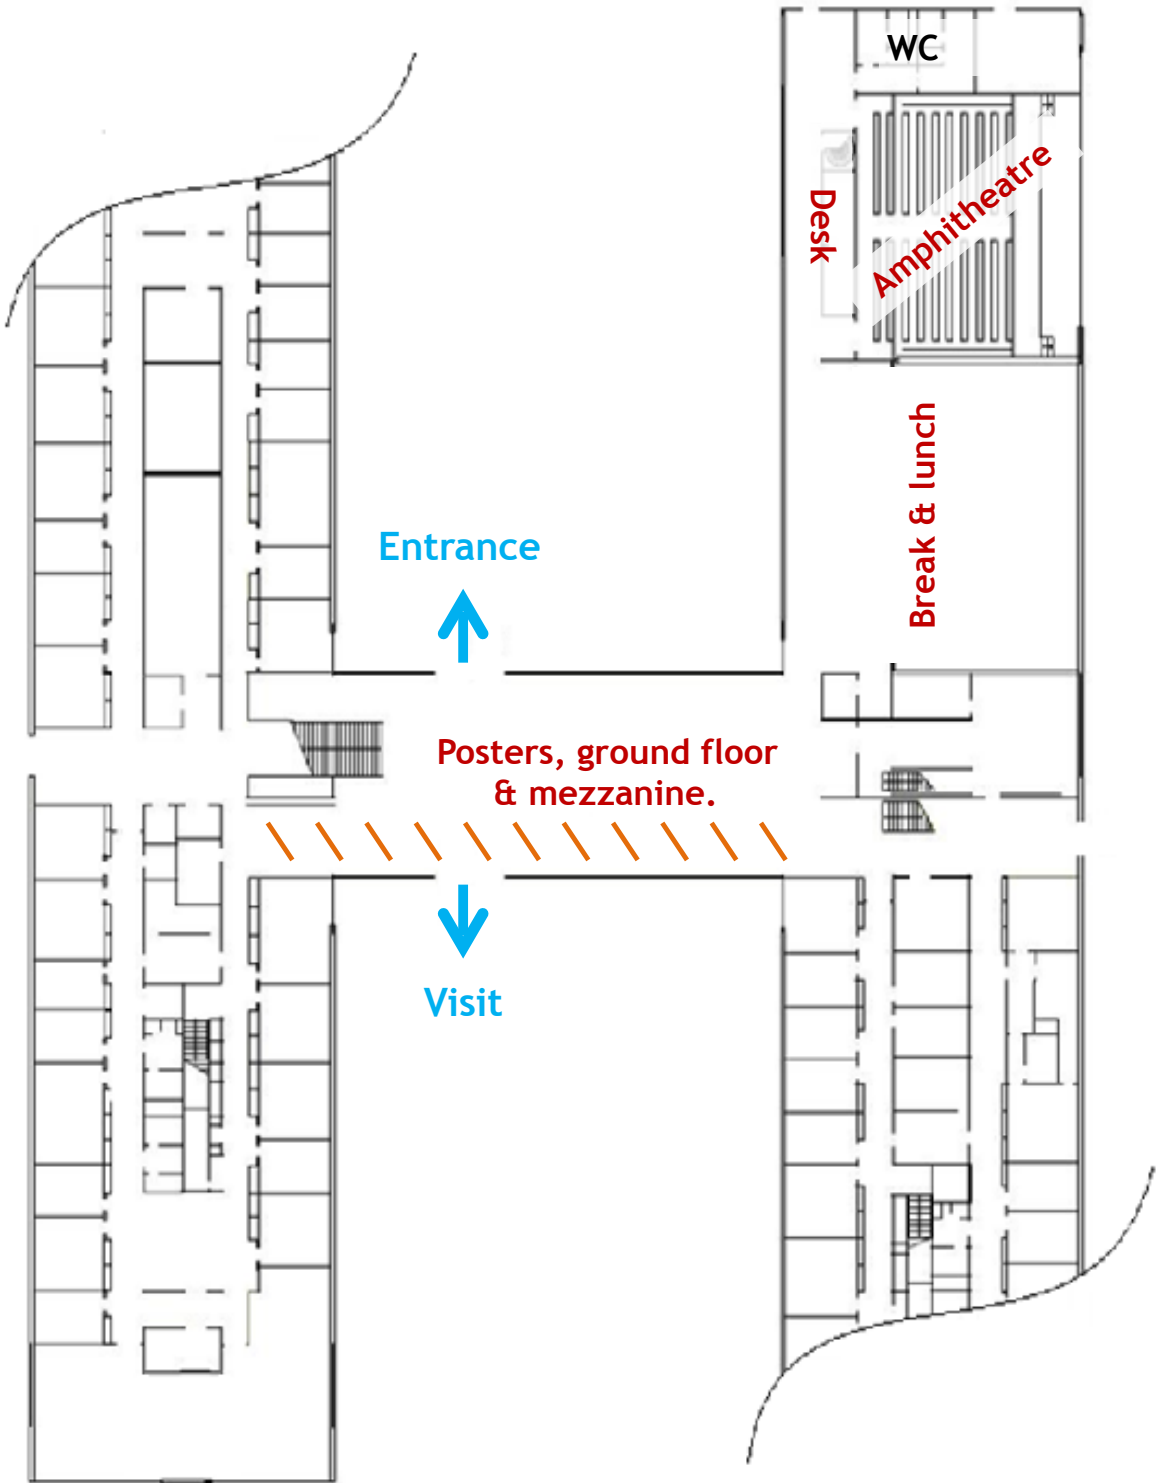 WC
Desk
Amphitheatre
Break & lunch
Entrance
Posters, ground floor
& mezzanine.
Visit